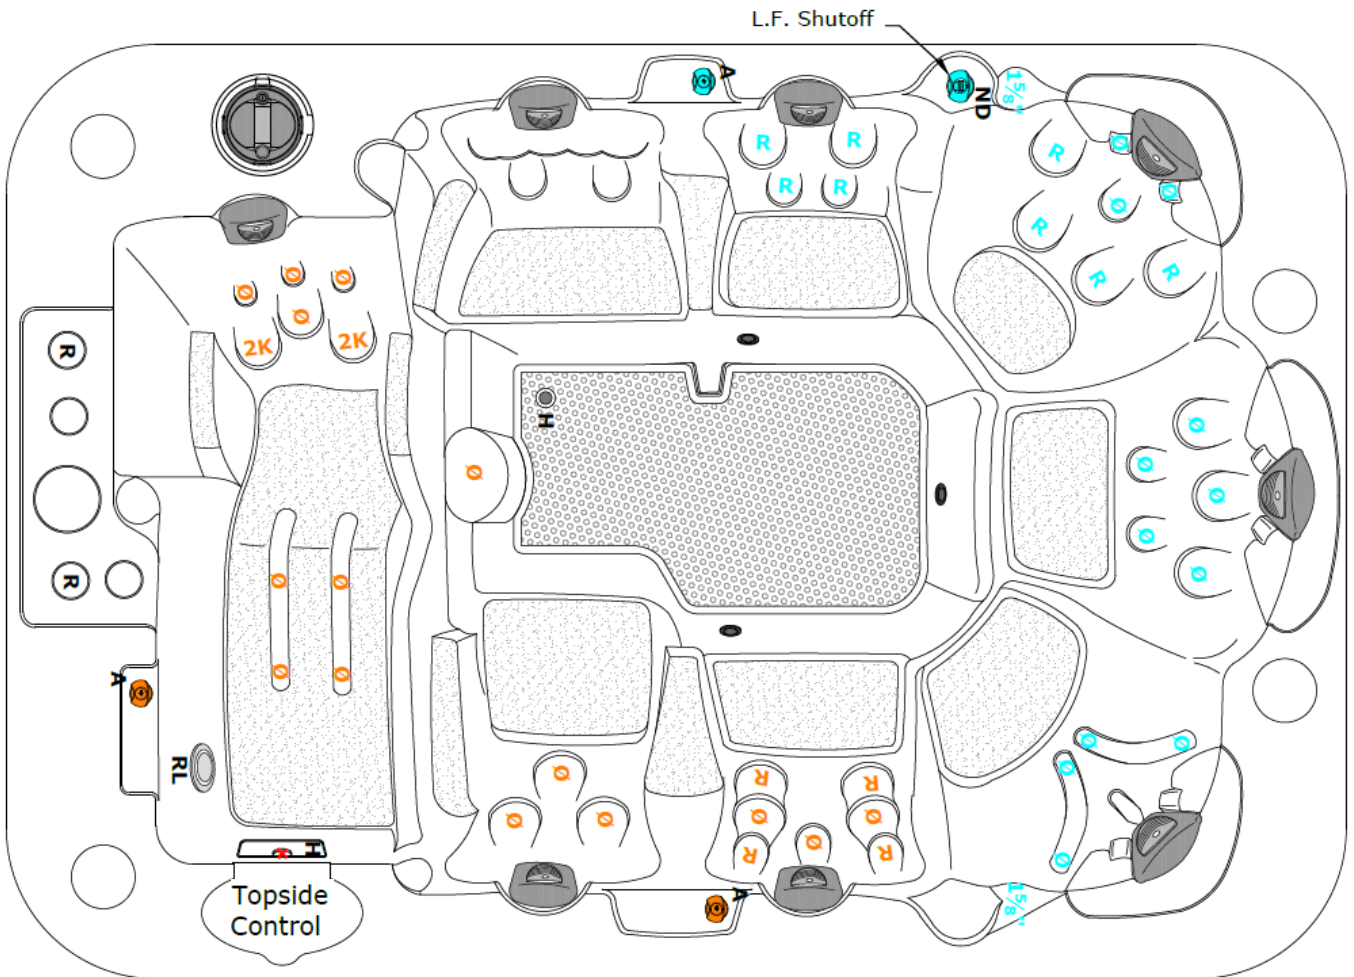 L.F. Shutoff
A
ND
1⅝"
R
R
R
R
R
Ø
Ø
Ø
R
R
R
Ø
Ø
Ø
Ø
2K
2K
R
H
Ø
Ø
Ø
Ø
Ø
Ø
Ø
Ø
R
Ø
Ø
A
RL
Ø
Ø
Ø
Ø
Ø
Ø
Ø
R
R
Ø
Ø
Ø
R
R
H
A
1⅝"
Topside
Control